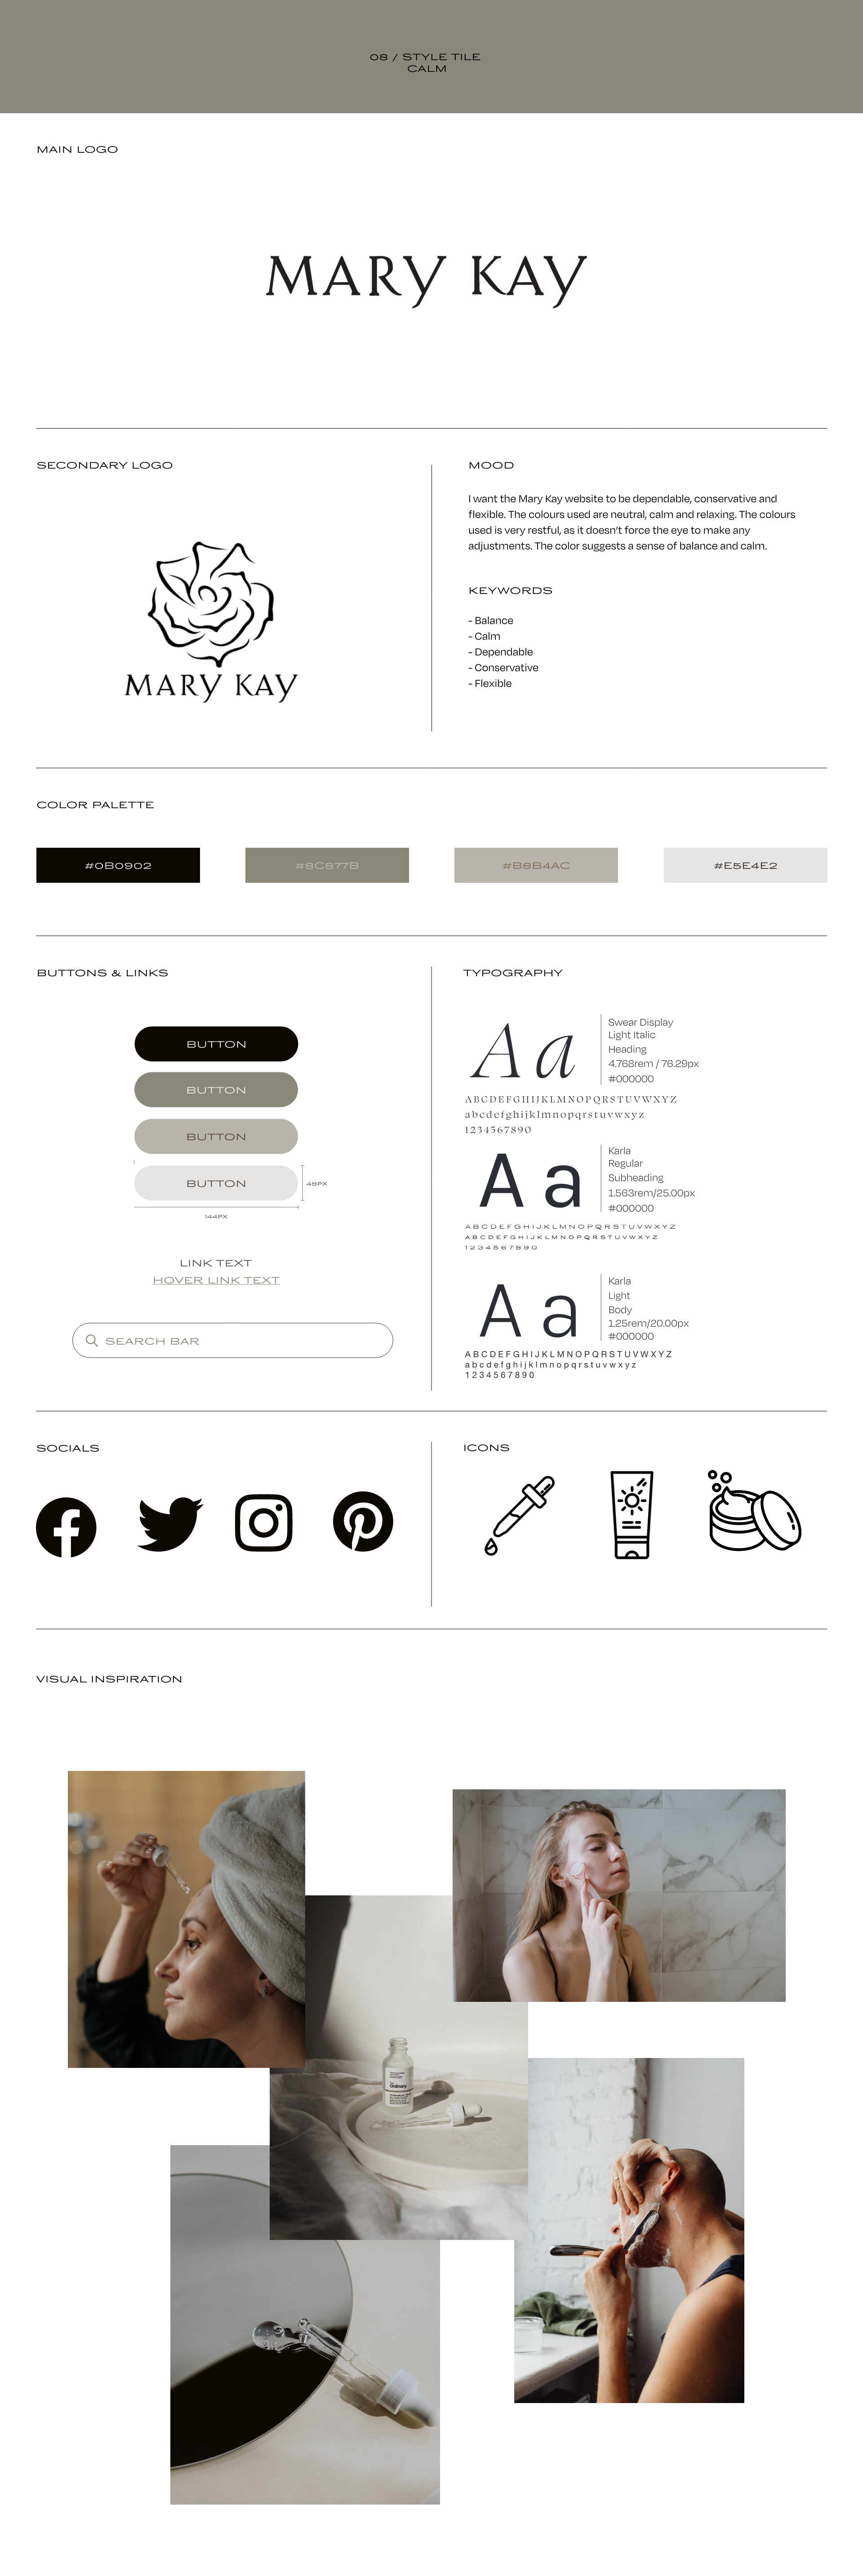 08 / STYLE TILE
CALM
MAIN LOGO
MARY KAY
SECONDARY LOGO
MARY KAY
MOOD
I want the Mary Kay website to be dependable, conservative and
flexible. The colours used are neutral, calm and relaxing. The colours
used is very restful, as it doesn't force the eye to make any
adjustments. The color suggests a sense of balance and calm.
KEYWORDS
- Balance
- Calm
- Dependable
- Conservative
- Flexible
COLOR PALETTE
#0B0902
#8C877B
#B8B4AC
#E5E4E2
BUTTONS & LINKS
BUTTON
BUTTON
BUTTON
BUTTON
48PX
144PX
LINK TEXT
HOVER LINK TEXT
SEARCH BAR
TYPOGRAPHY
A a
Swear Display
Light Italic
Heading
4.768rem / 76.29px
#000000
ABCDEFGHIJKLMNOPQRSTUVWXYZ
abcdefghijklmnopqrstuvwxyz
1234567890
A a
Karla
Regular
Subheading
1.563rem/25.00px
#000000
ABCDEFGHIJKLMNOPQRSTUVWXYZ
ABCDEFGHIJKLMNOPQRSTUVWXYZ
1234567890
A a
Karla
Light
Body
1.25rem/20.00px
#000000
ABCDEFGHIJKLMNOPQRSTUVWXYZ
abcdefghijklmnopqrstuvwxyz
1234567890
SOCIALS
ICONS
VISUAL INSPIRATION
Ordinary.